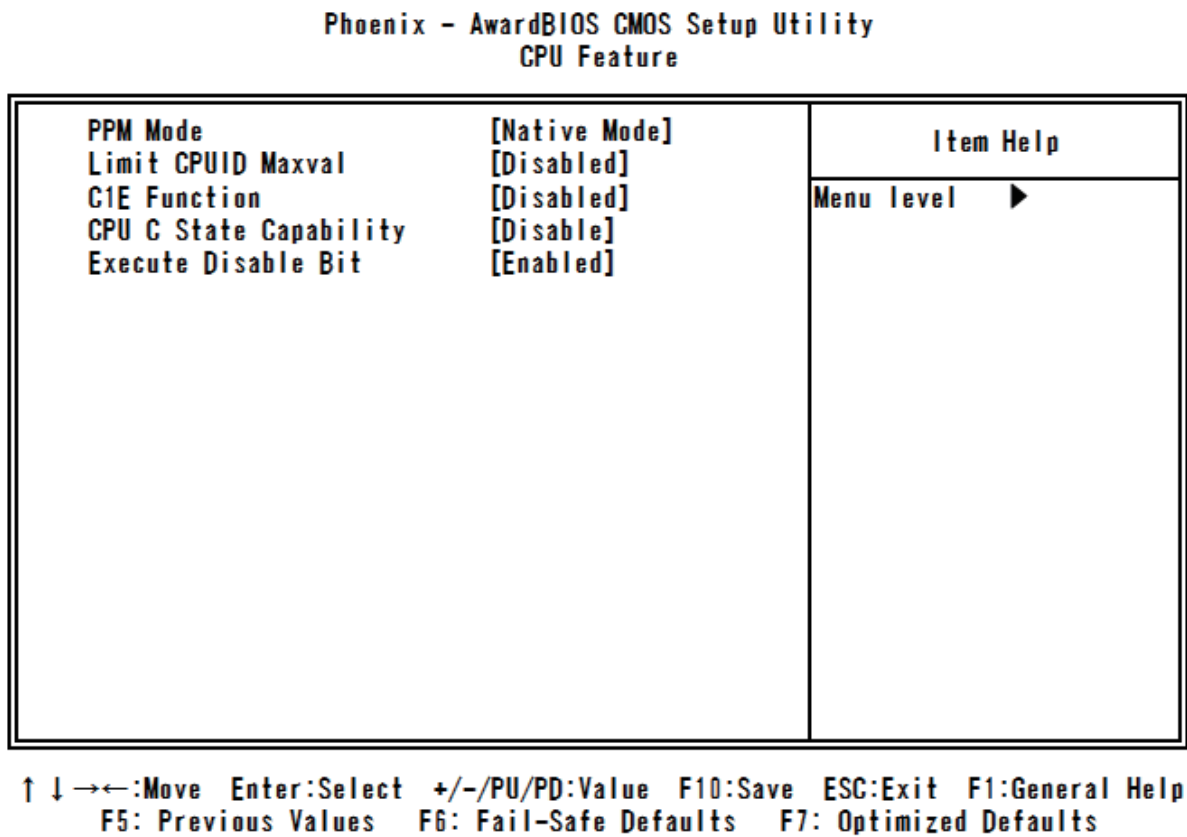 Phoenix - AwardBIOS CMOS Setup Utility
CPU Feature
PPM Mode [Native Mode]
Limit CPUID Maxval [Disabled]
C1E Function [Disabled]
CPU C State Capability [Disable]
Execute Disable Bit [Enabled]
Item Help
Menu level ▶
↑↓→←:Move Enter:Select +/-/PU/PD:Value F10:Save ESC:Exit F1:General Help
F5: Previous Values F6: Fail-Safe Defaults F7: Optimized Defaults